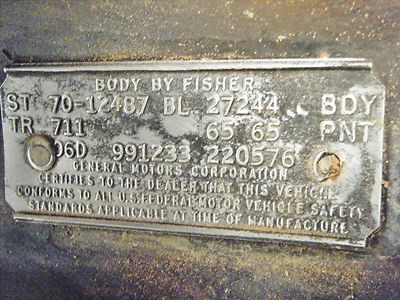 BODY BY FISHER
ST 70-12487 BL 27244 BDY
TR 711 65 65 PNT
06D 991233 220576
GENERAL MOTORS CORPORATION
CERTIFIES TO THE DEALER THAT THIS VEHICLE
CONFORMS TO ALL U.S. FEDERAL MOTOR VEHICLE SAFETY
STANDARDS APPLICABLE AT TIME OF MANUFACTURE